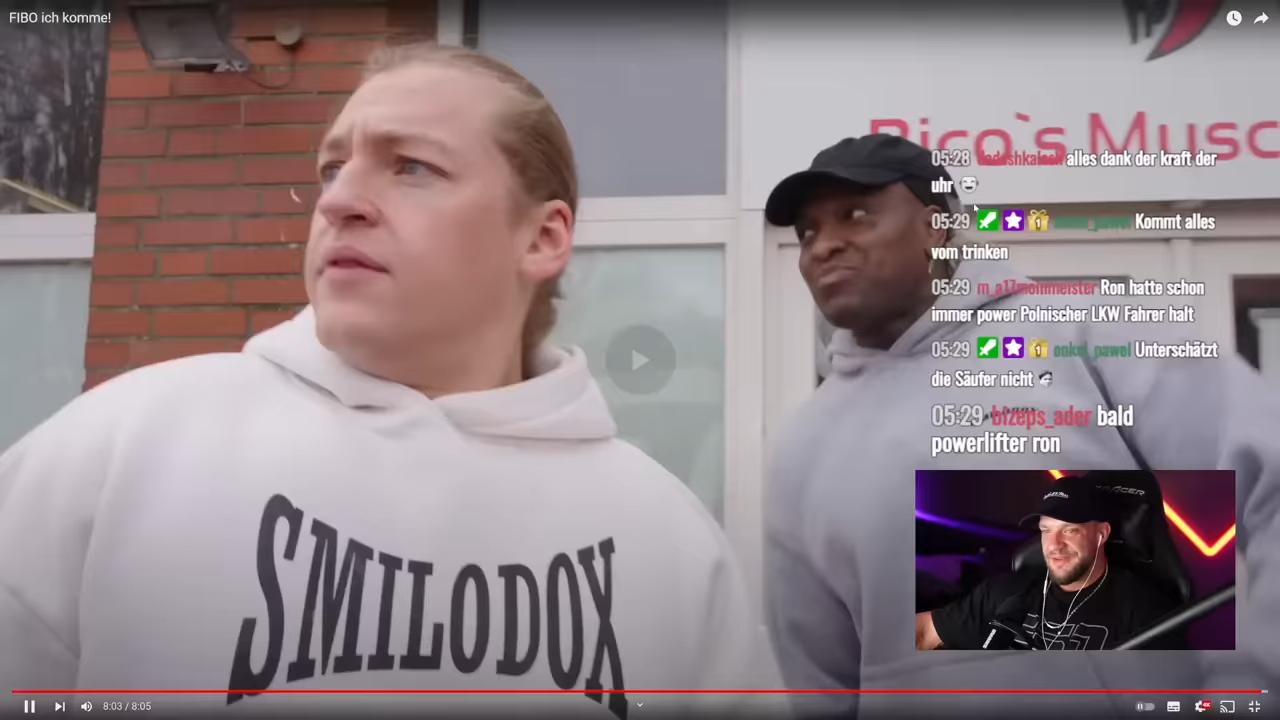 FIBO ich komme!
Rico`s Musc
05:28 alles dank der kraft der
uhr
05:29 Kommt alles
vom trinken
05:29 m_a17mommeister Ron hatte schon
immer power Polnischer LKW Fahrer halt
05:29 onkel_pawel Unterschätzt
die Säufer nicht
05:29 bizeps_ader bald
powerlifter ron
SMILODOX
8:03 / 8:05